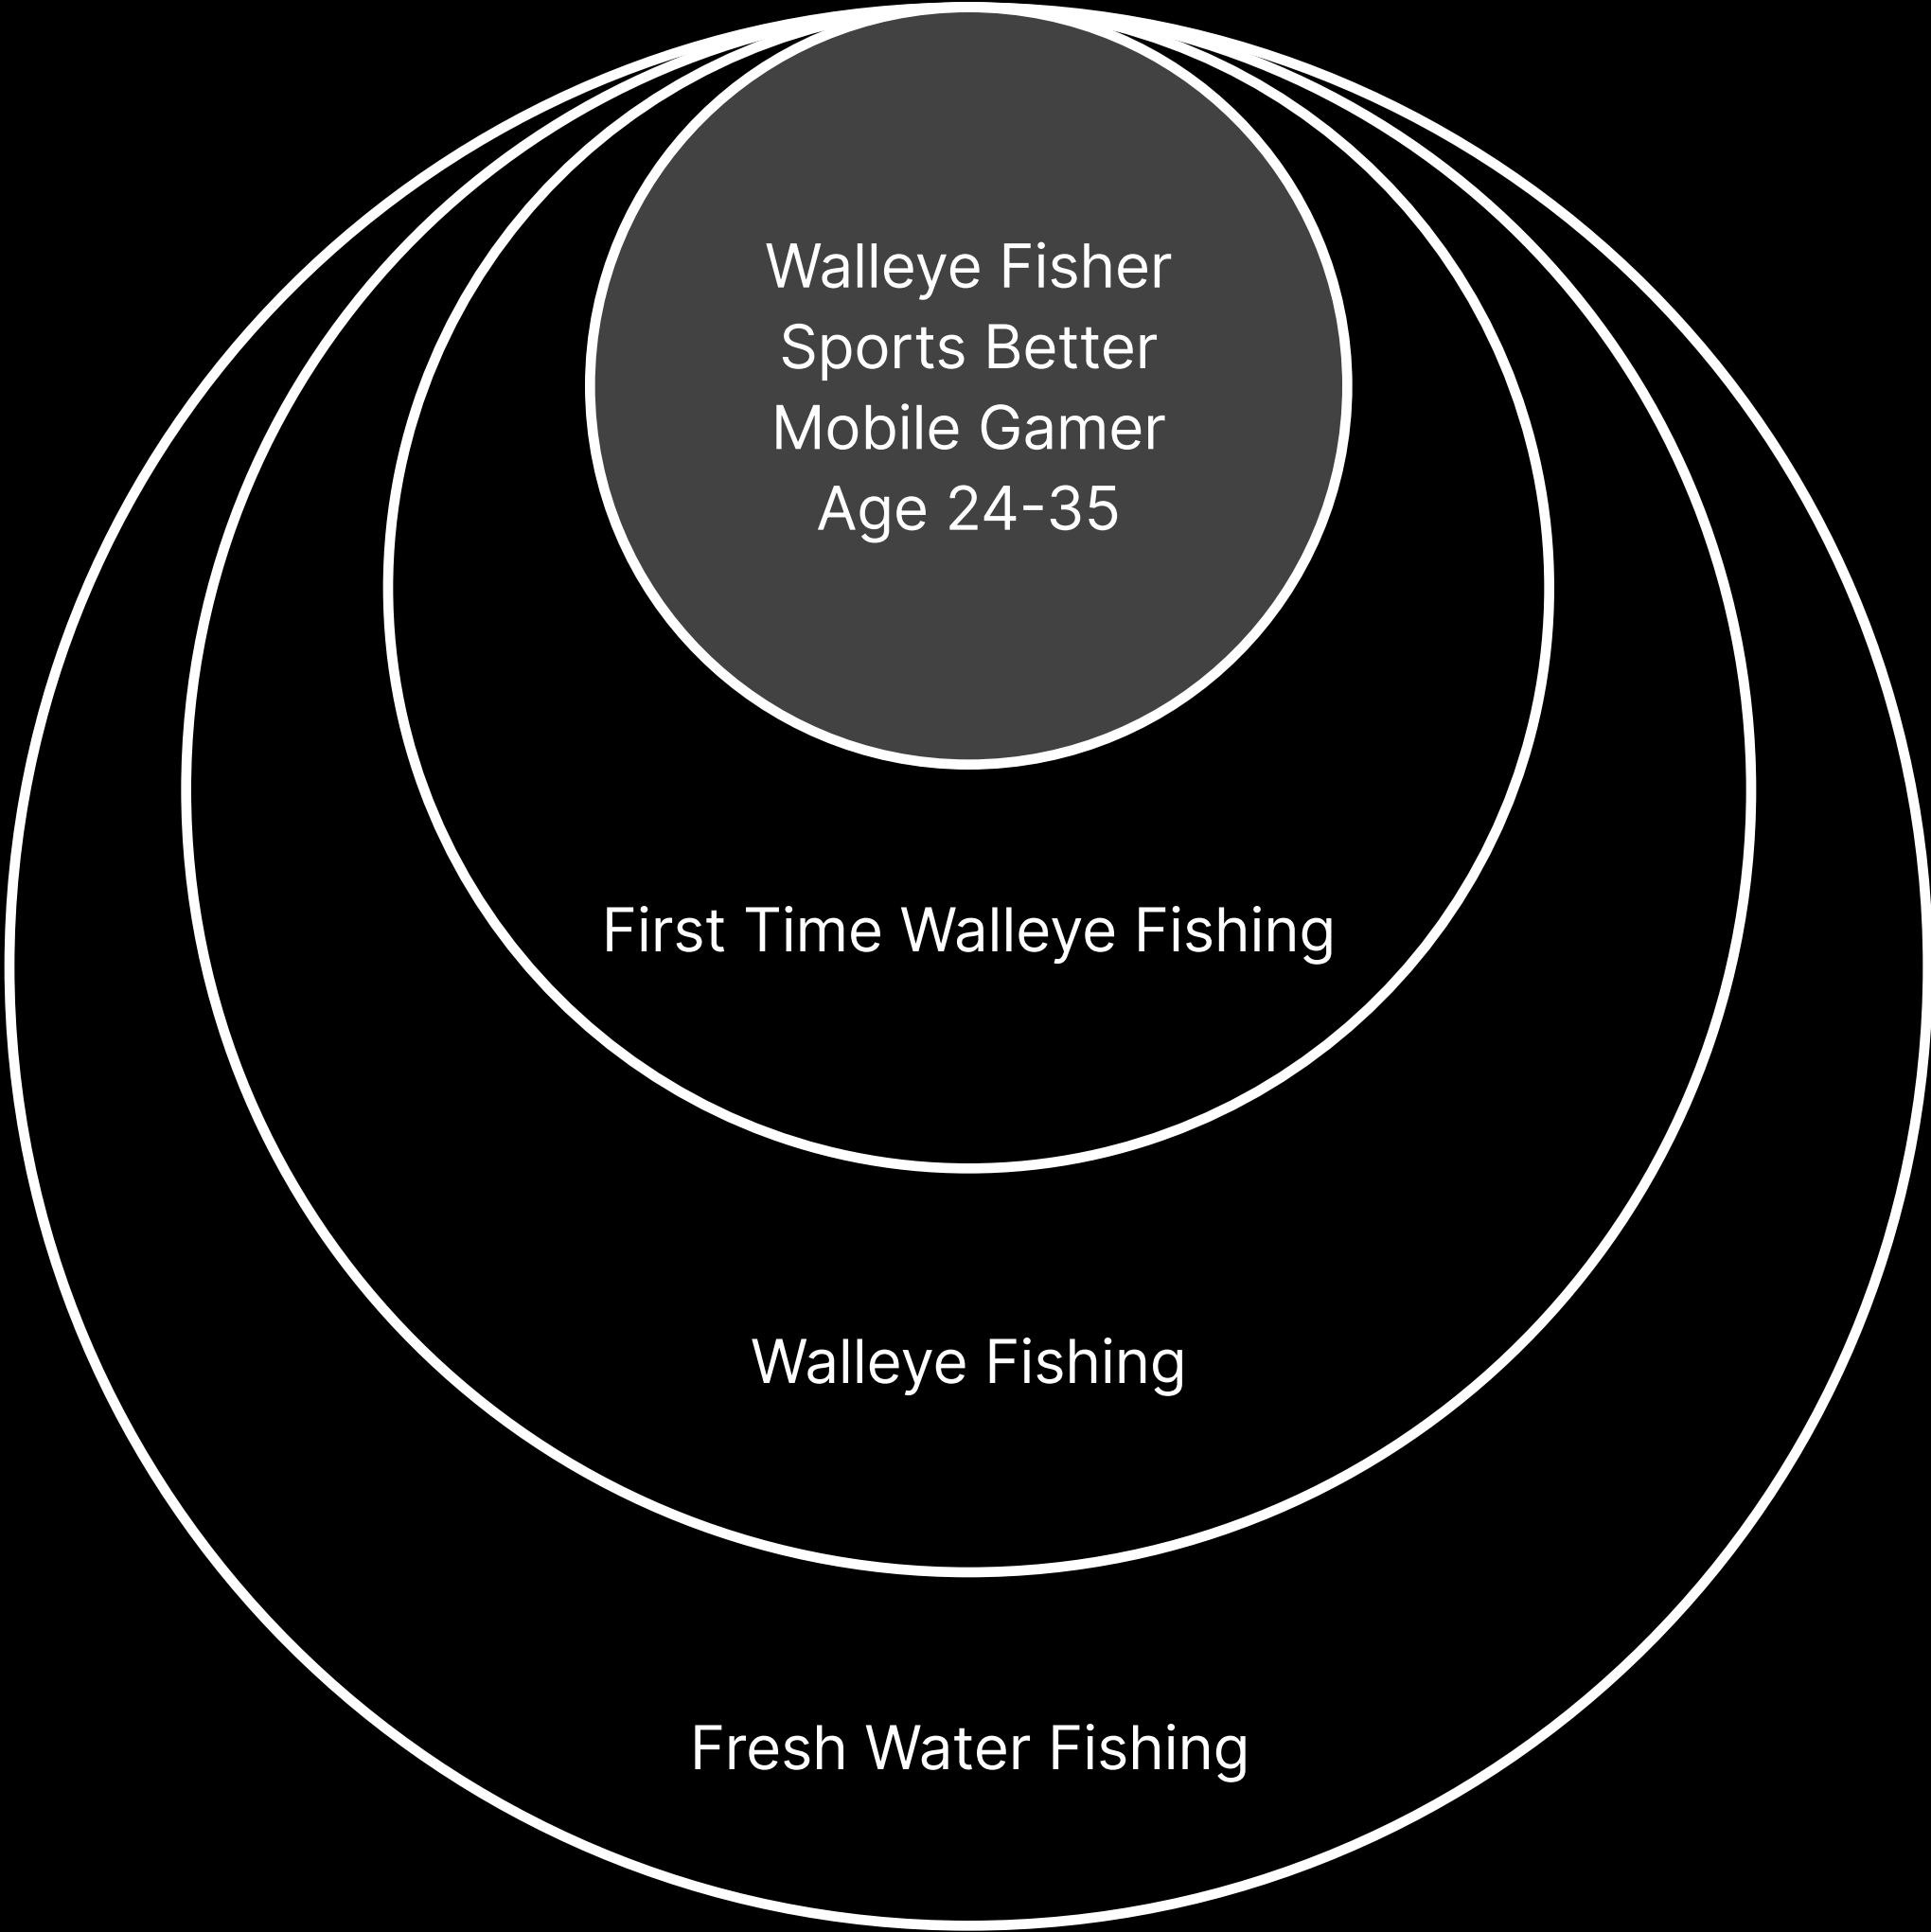 Walleye Fisher
Sports Better
Mobile Gamer
Age 24-35
First Time Walleye Fishing
Walleye Fishing
Fresh Water Fishing